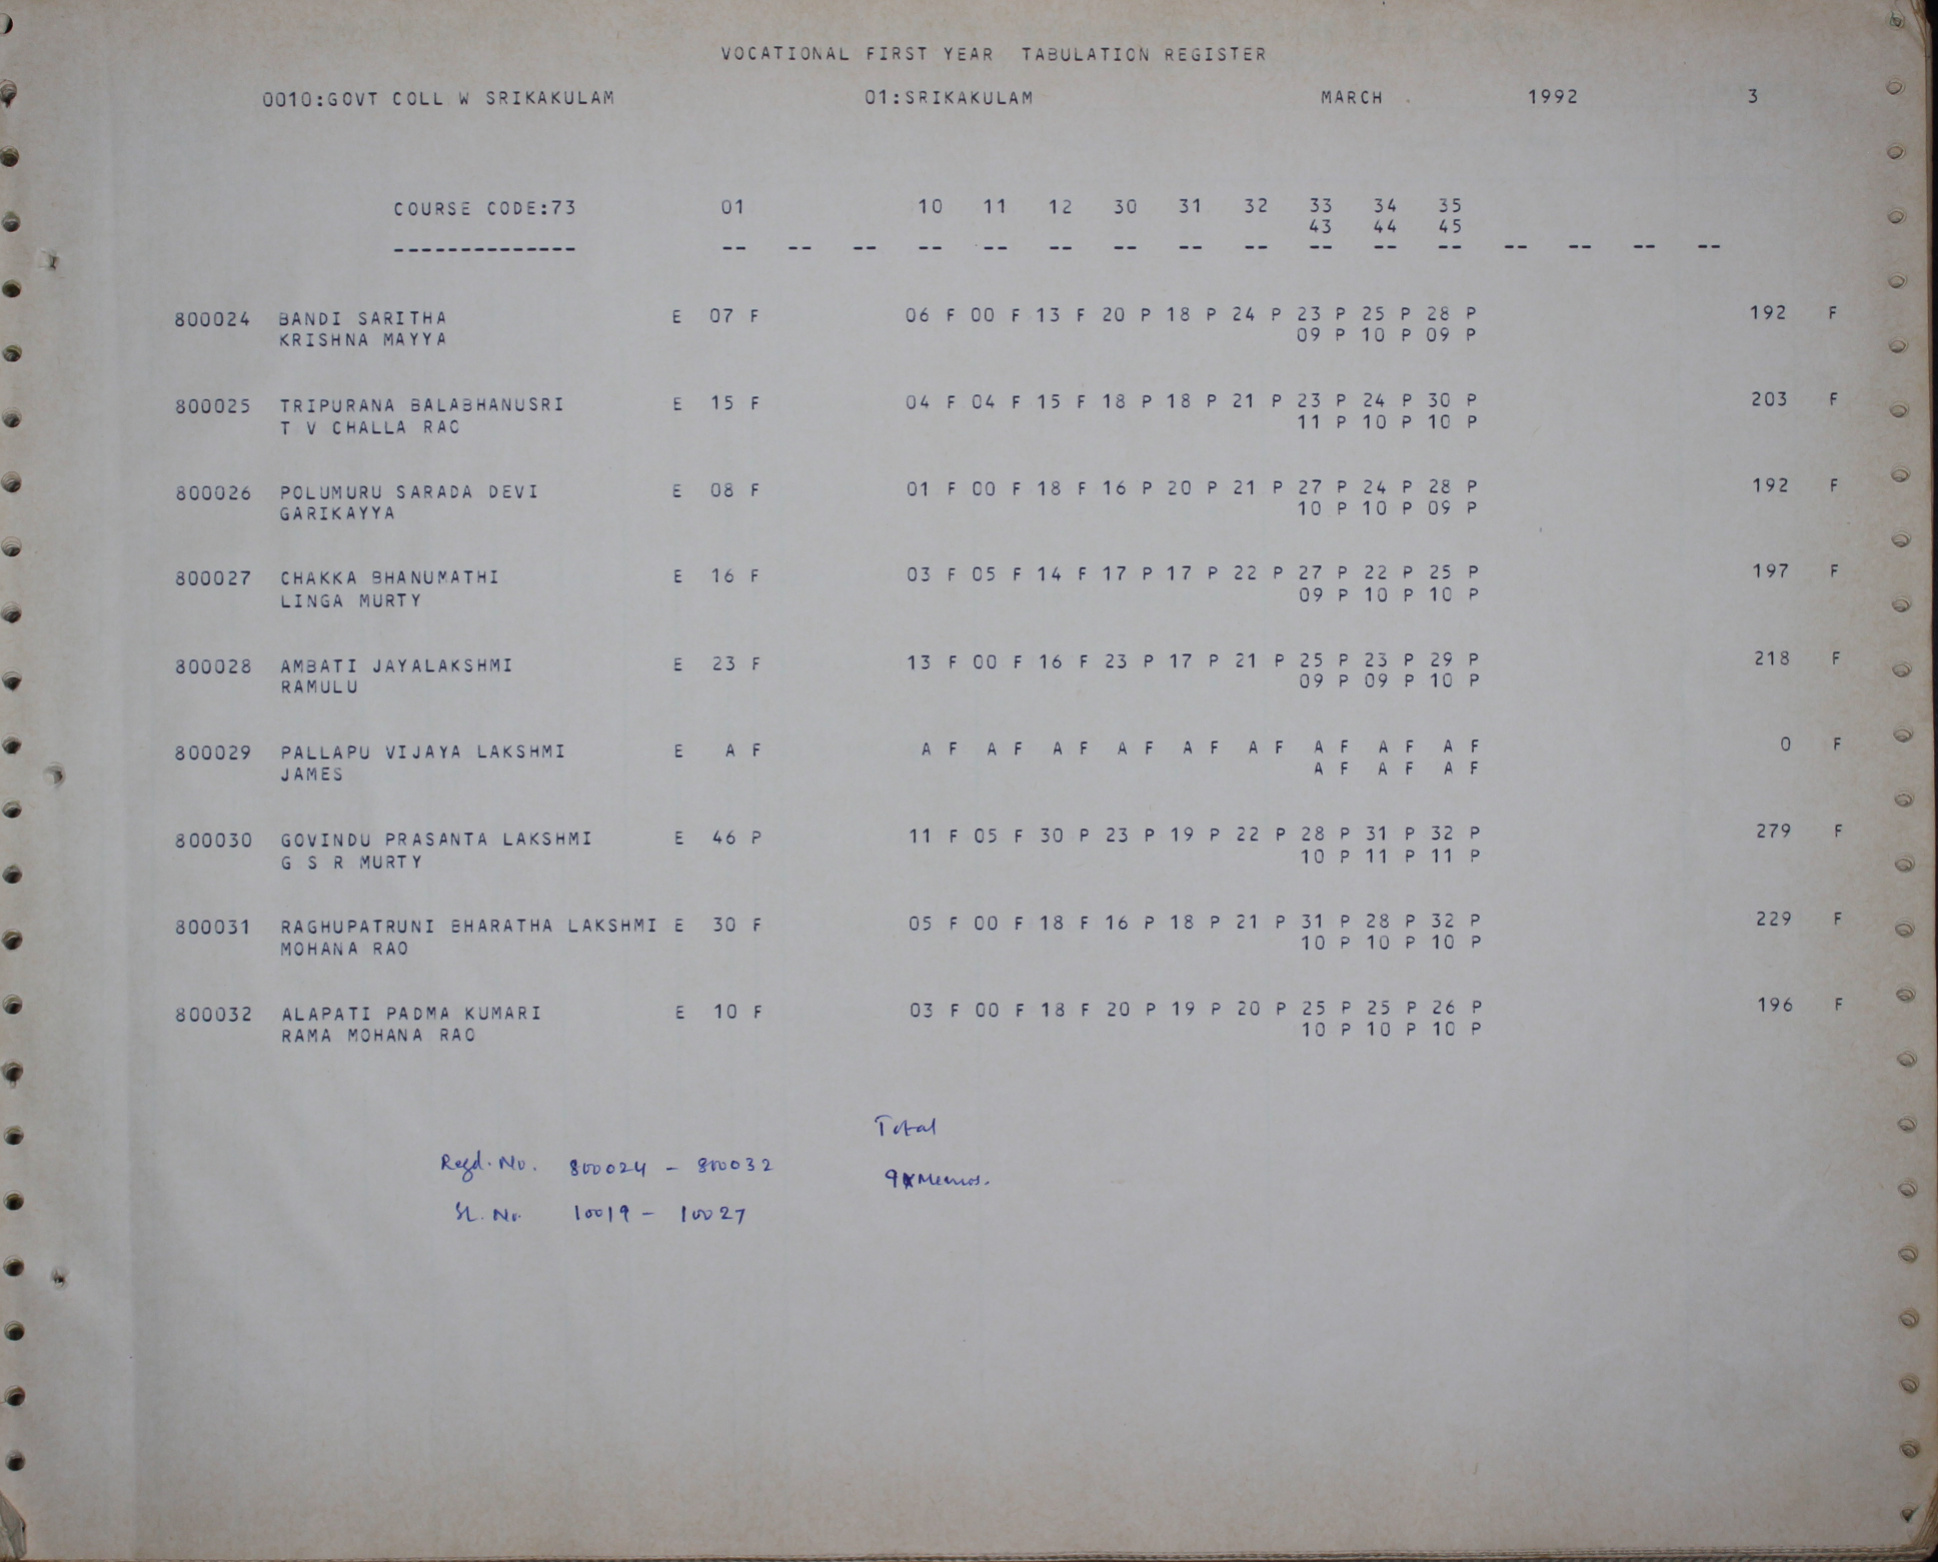 VOCATIONAL FIRST YEAR TABULATION REGISTER
0010:GOVT COLL W SRIKAKULAM 01:SRIKAKULAM MARCH 1992 3
COURSE CODE:73 01 10 11 12 30 31 32 33 34 35
43 44 45
-------------- -- -- -- -- -- -- -- -- -- -- -- -- -- -- -- --
800024 BANDI SARITHA E 07 F 06 F 00 F 13 F 20 P 18 P 24 P 23 P 25 P 28 P 192 F
KRISHNA MAYYA 09 P 10 P 09 P
800025 TRIPURANA BALABHANUSRI E 15 F 04 F 04 F 15 F 18 P 18 P 21 P 23 P 24 P 30 P 203 F
T V CHALLA RAO 11 P 10 P 10 P
800026 POLUMURU SARADA DEVI E 08 F 01 F 00 F 18 F 16 P 20 P 21 P 27 P 24 P 28 P 192 F
GARIKAYYA 10 P 10 P 09 P
800027 CHAKKA BHANUMATHI E 16 F 03 F 05 F 14 F 17 P 17 P 22 P 27 P 22 P 25 P 197 F
LINGA MURTY 09 P 10 P 10 P
800028 AMBATI JAYALAKSHMI E 23 F 13 F 00 F 16 F 23 P 17 P 21 P 25 P 23 P 29 P 218 F
RAMULU 09 P 09 P 10 P
800029 PALLAPU VIJAYA LAKSHMI E A F A F A F A F A F A F A F A F A F A F 0 F
JAMES A F A F A F
800030 GOVINDU PRASANTA LAKSHMI E 46 P 11 F 05 F 30 P 23 P 19 P 22 P 28 P 31 P 32 P 279 F
G S R MURTY 10 P 11 P 11 P
800031 RAGHUPATRUNI BHARATHA LAKSHMI E 30 F 05 F 00 F 18 F 16 P 18 P 21 P 31 P 28 P 32 P 229 F
MOHANA RAO 10 P 10 P 10 P
800032 ALAPATI PADMA KUMARI E 10 F 03 F 00 F 18 F 20 P 19 P 20 P 25 P 25 P 26 P 196 F
RAMA MOHANA RAO 10 P 10 P 10 P
Total
Regd. No. 800024 - 800032
9 Memos.
Sl. No. 10019 - 10027